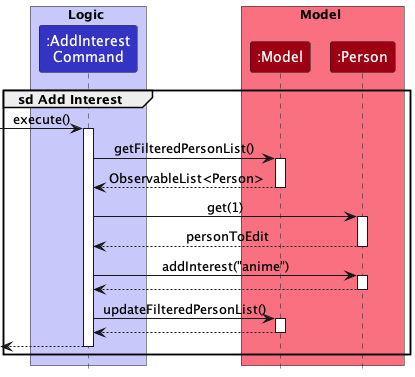 Logic
Model
:AddInterest
Command
:Model
:Person
sd Add Interest
execute()
getFilteredPersonList()
ObservableList<Person>
get(1)
personToEdit
addInterest("anime")
updateFilteredPersonList()